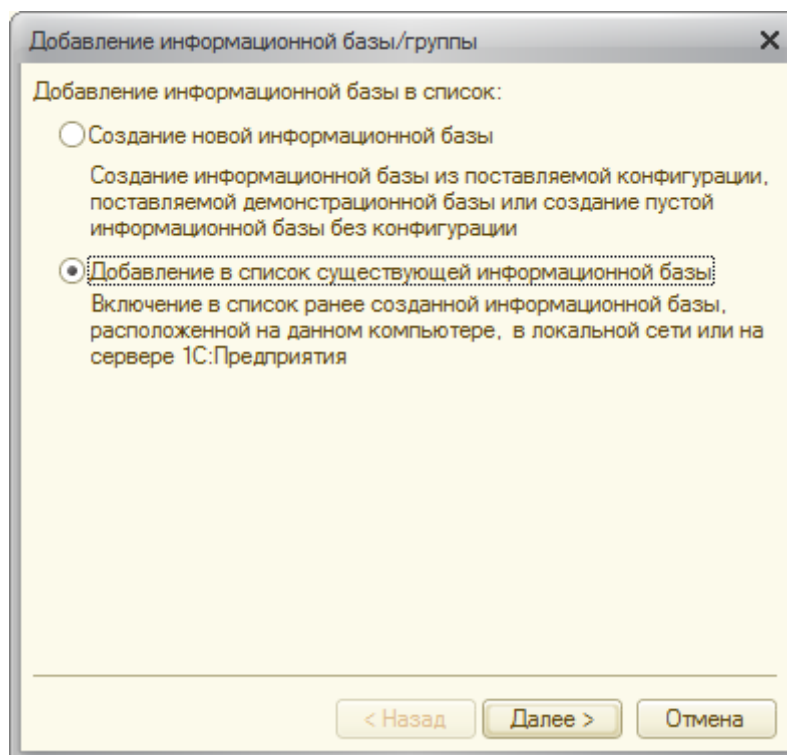 Добавление информационной базы/группы
Добавление информационной базы в список:
Создание новой информационной базы
Создание информационной базы из поставляемой конфигурации,
поставляемой демонстрационной базы или создание пустой
информационной базы без конфигурации
Добавление в список существующей информационной базы
Включение в список ранее созданной информационной базы,
расположенной на данном компьютере, в локальной сети или на
сервере 1С:Предприятия
< Назад Далее > Отмена